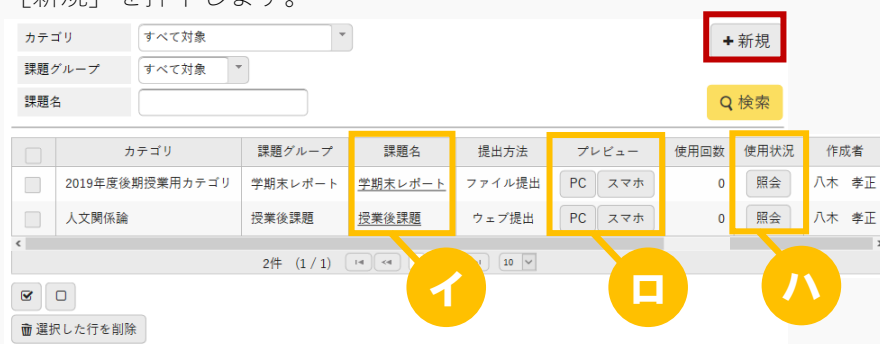 ［新規］を押下します。
カテゴリ すべて対象 +新規
課題グループ すべて対象
課題名 検索
カテゴリ 課題グループ 課題名 提出方法 プレビュー 使用回数 使用状況 作成者
2019年度後期授業用カテゴリ 学期末レポート 学期末レポート ファイル提出 PC スマホ 0 照会 八木 孝正
人文関係論 授業後課題 授業後課題 ウェブ提出 PC スマホ 0 照会 八木 孝正
2件 (1 / 1) 10
イ ロ ハ
選択した行を削除